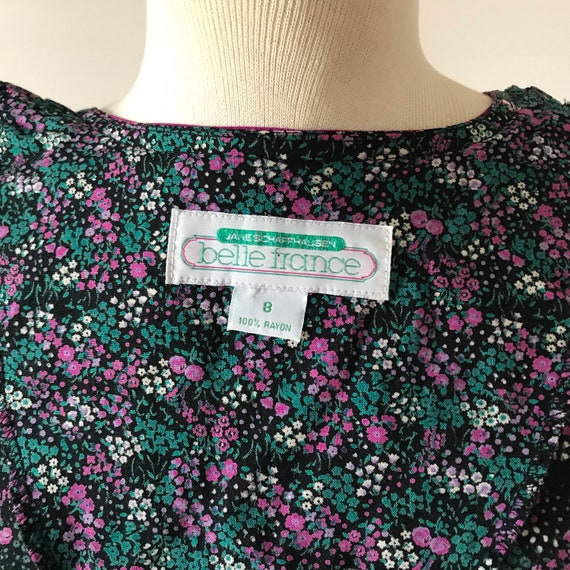 JANE SCHAFFHAUSEN
belle france
8
100% RAYON